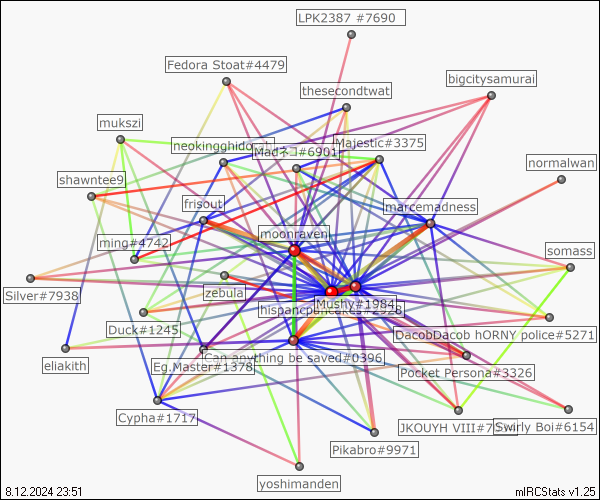 LPK2387 #7690
Fedora Stoat#4479
bigcitysamurai
thesecondtwat
mukszi
neokingghido
Majestic#3375
Madネコ#6901
normalwan
shawntee9
frisout
marcemadness
moonraven
ming#4742
somass
zebula
Silver#7938
Mushy#1984
Duck#1245
DacobDacob hORNY police#5271
Can anything be saved#0396
eliakith
Eg.Master#1378
Pocket Persona#3326
Cypha#1717
JKOUYH VIII#7
Swirly Boi#6154
Pikabro#9971
yoshimanden
8.12.2024 23:51
mIRCStats v1.25